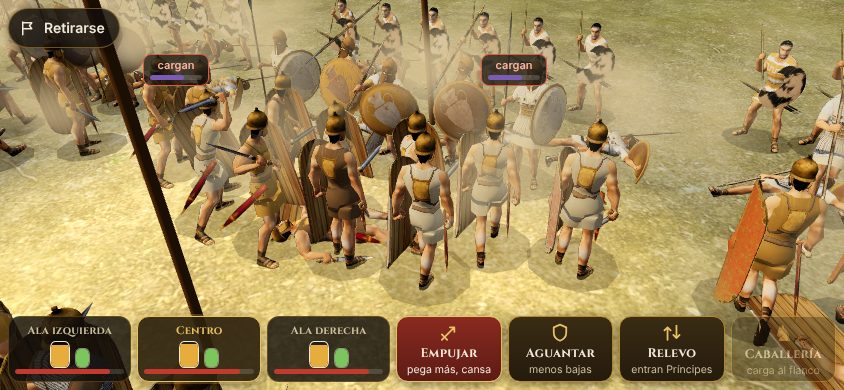 Retirarse
cargan
cargan
ALA IZQUIERDA
CENTRO
ALA DERECHA
EMPUJAR
pega más, cansa
AGUANTAR
menos bajas
RELEVO
entran Príncipes
CABALLERÍA
carga al flanco